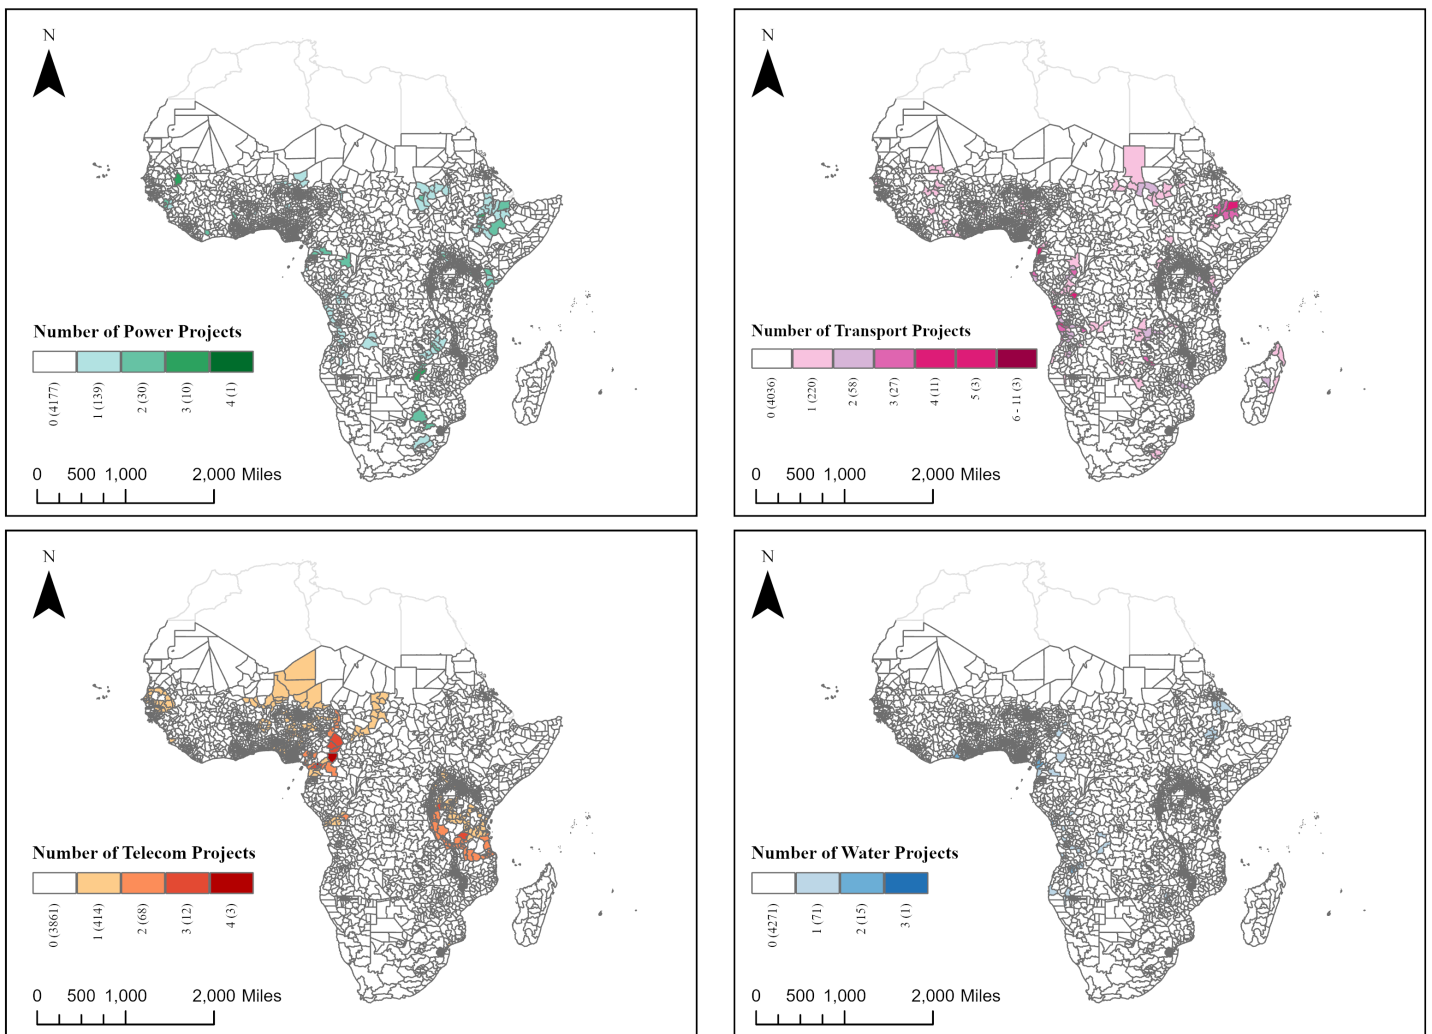 N
Number of Power Projects
0 (4177)
1 (139)
2 (30)
3 (10)
4 (1)
0 500 1,000 2,000 Miles
N
Number of Transport Projects
0 (4036)
1 (220)
2 (58)
3 (27)
4 (11)
5 (3)
6 - 11 (3)
0 500 1,000 2,000 Miles
N
Number of Telecom Projects
0 (3861)
1 (414)
2 (68)
3 (12)
4 (3)
0 500 1,000 2,000 Miles
N
Number of Water Projects
0 (4271)
1 (71)
2 (15)
3 (1)
0 500 1,000 2,000 Miles